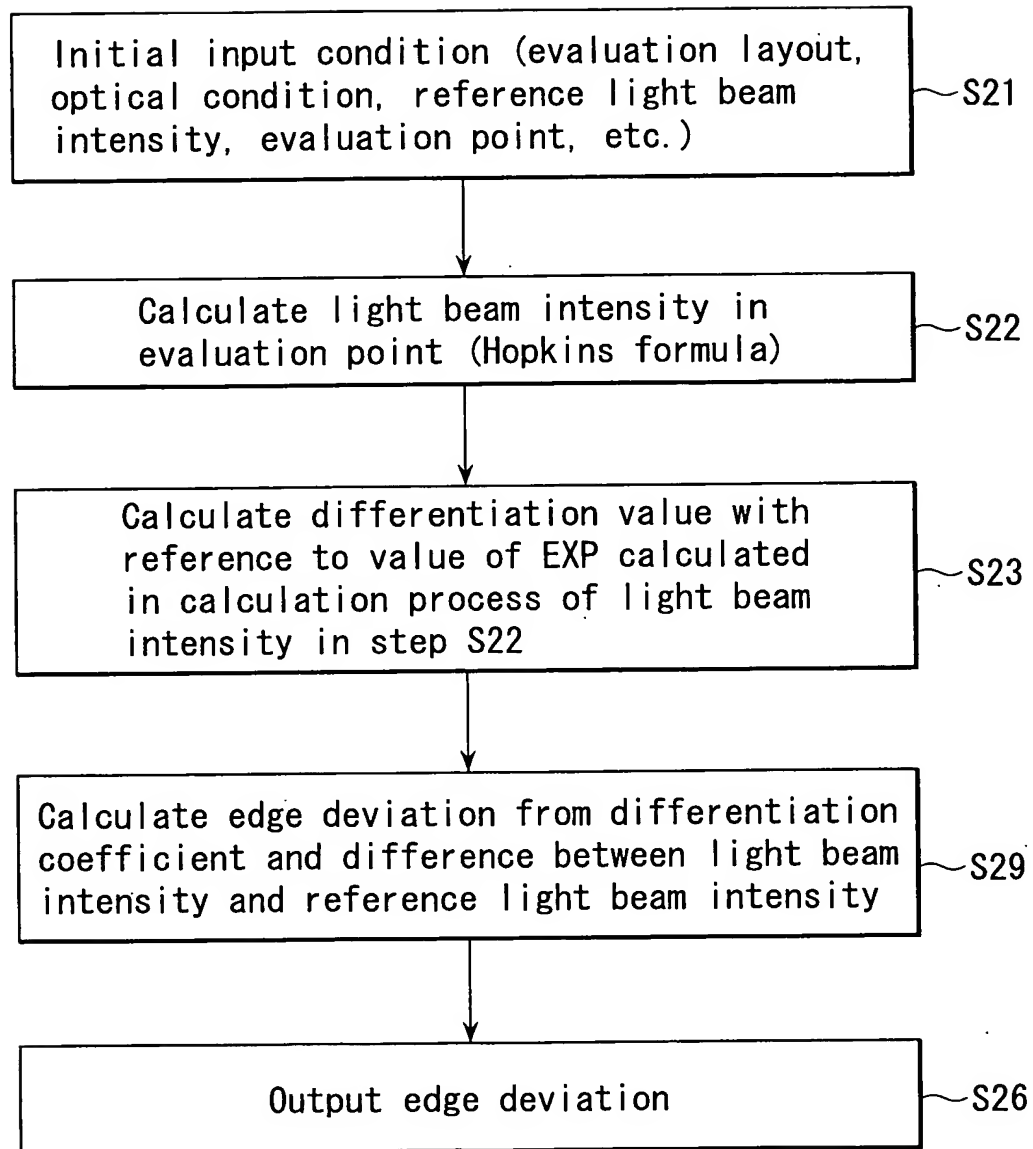 Initial input condition (evaluation layout,
optical condition, reference light beam
intensity, evaluation point, etc.)
S21
Calculate light beam intensity in
evaluation point (Hopkins formula)
S22
Calculate differentiation value with
reference to value of EXP calculated
in calculation process of light beam
intensity in step S22
S23
Calculate edge deviation from differentiation
coefficient and difference between light beam
intensity and reference light beam intensity
S29
Output edge deviation
S26